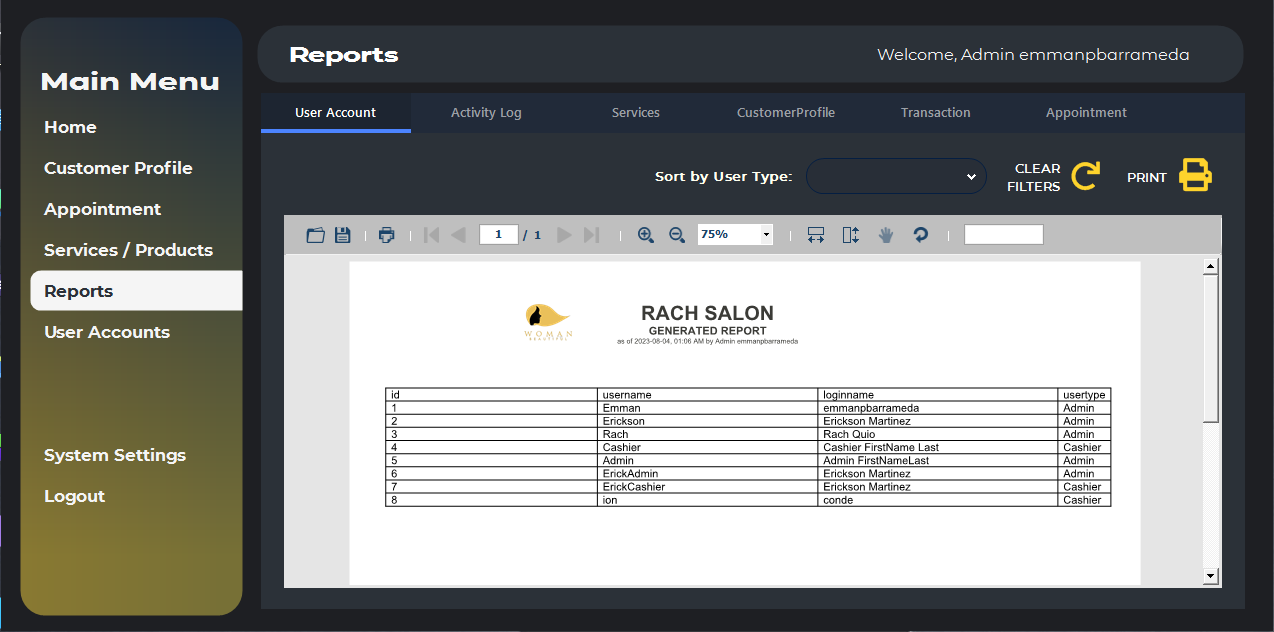 Main Menu
Home
Customer Profile
Appointment
Services / Products
Reports
User Accounts
System Settings
Logout
Reports
Welcome, Admin emmanpbarrameda
User Account Activity Log Services CustomerProfile Transaction Appointment
Sort by User Type:
CLEAR
FILTERS
PRINT
1 / 1 75%
WOMAN
RACH SALON
GENERATED REPORT
as of 2023-08-04, 01:06 AM by Admin emmanpbarrameda
id username loginname usertype
1 Emman emmanpbarrameda Admin
2 Erickson Erickson Martinez Admin
3 Rach Rach Quio Admin
4 Cashier Cashier FirstName Last Cashier
5 Admin Admin FirstNameLast Admin
6 ErickAdmin Erickson Martinez Admin
7 ErickCashier Erickson Martinez Cashier
8 ion conde Cashier